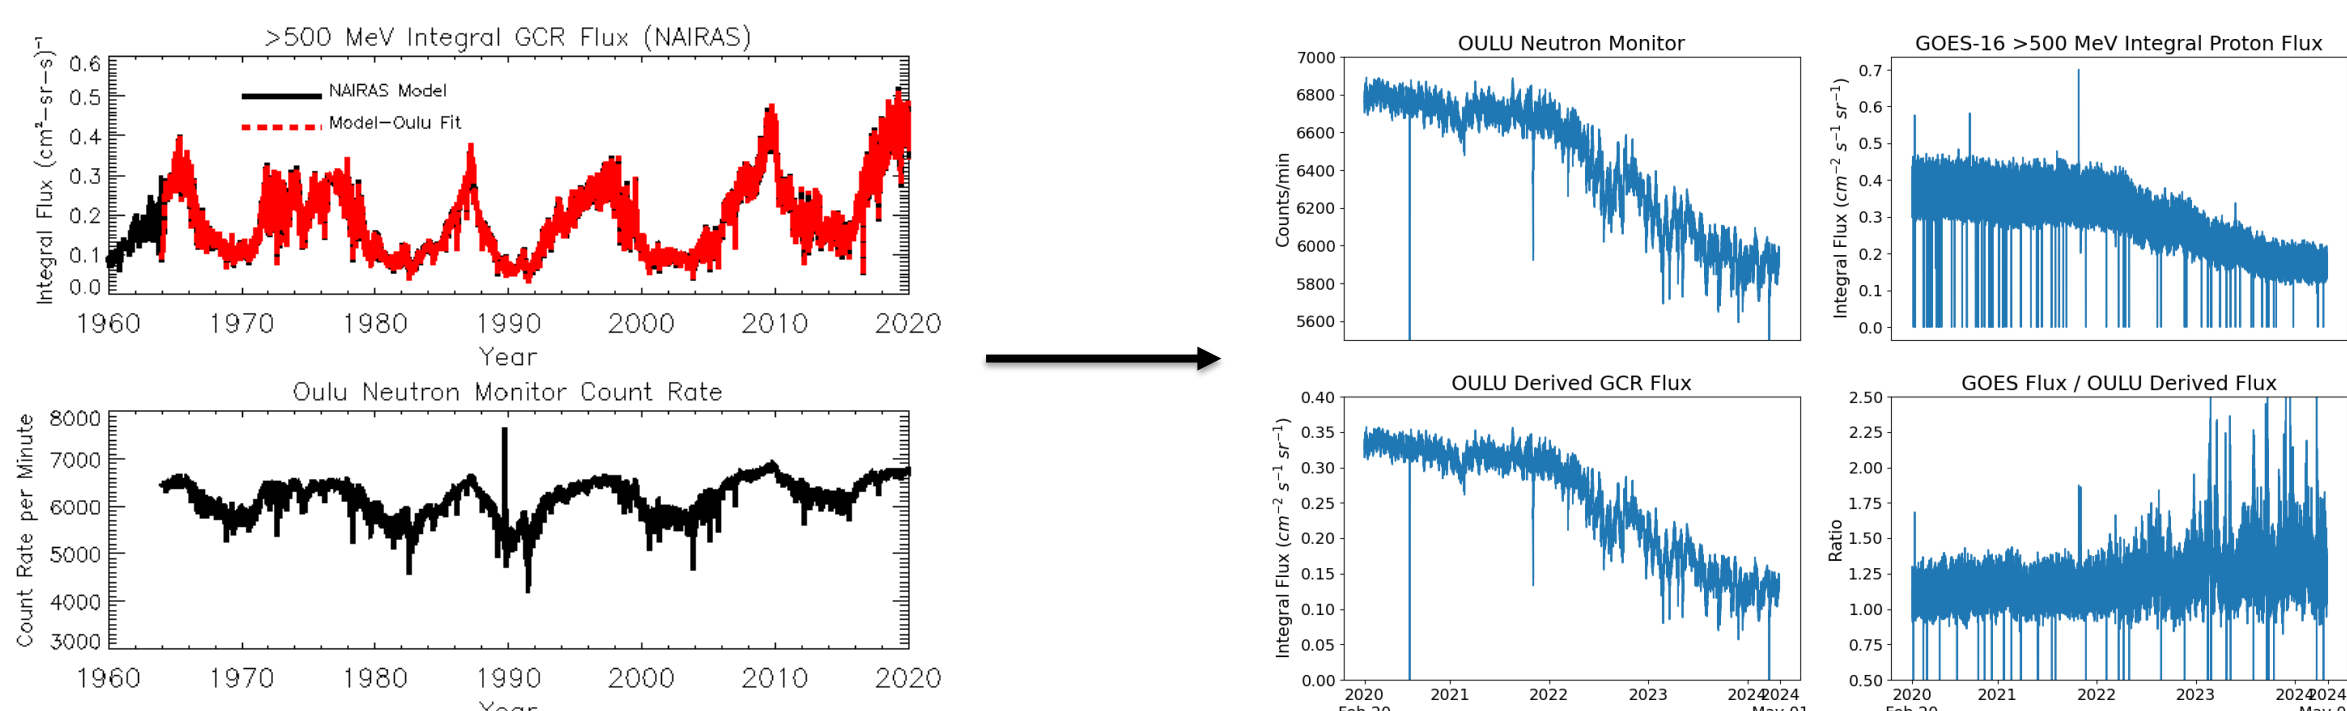 >500 MeV Integral GCR Flux (NAIRAS)
Integral Flux (cm²-sr-s)⁻¹
0.6
0.5
0.4
0.3
0.2
0.1
0.0
NAIRAS Model
Model-Oulu Fit
1960 1970 1980 1990 2000 2010 2020
Year
Oulu Neutron Monitor Count Rate
Count Rate per Minute
8000
7000
6000
5000
4000
3000
1960 1970 1980 1990 2000 2010 2020
Year
OULU Neutron Monitor
Counts/min
7000
6800
6600
6400
6200
6000
5800
5600
GOES-16 >500 MeV Integral Proton Flux
Integral Flux (cm⁻² s⁻¹ sr⁻¹)
0.7
0.6
0.5
0.4
0.3
0.2
0.1
0.0
OULU Derived GCR Flux
Integral Flux (cm⁻² s⁻¹ sr⁻¹)
0.40
0.35
0.30
0.25
0.20
0.15
0.10
0.05
0.00
2020 2021 2022 2023 2024 2024
Feb 20 May 01
GOES Flux / OULU Derived Flux
Ratio
2.50
2.25
2.00
1.75
1.50
1.25
1.00
0.75
0.50
2020 2021 2022 2023 2024 2024
Feb 20 May 0